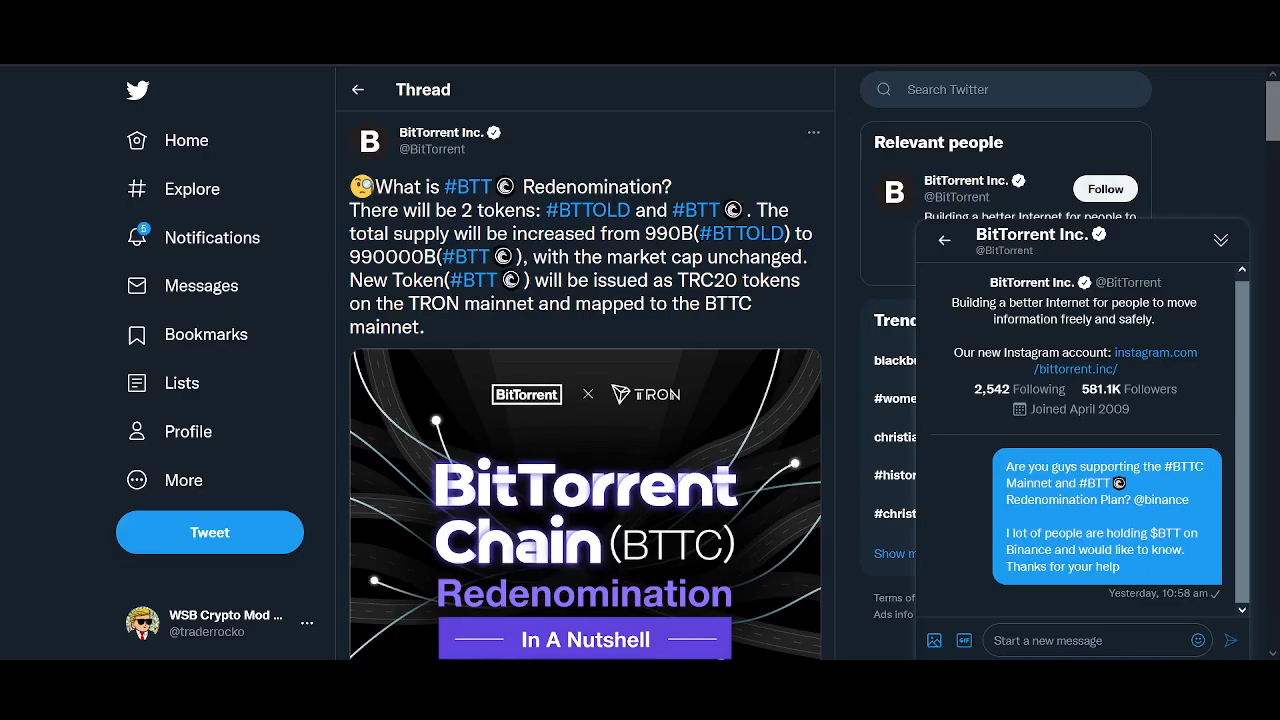 Home
Explore
5
Notifications
Messages
Bookmarks
Lists
Profile
More
Tweet
WSB Crypto Mod ...
@traderrocko
Thread
B
BitTorrent Inc.
@BitTorrent
What is #BTT Redenomination?
There will be 2 tokens: #BTTOLD and #BTT. The
total supply will be increased from 990B(#BTTOLD) to
990000B(#BTT), with the market cap unchanged.
New Token(#BTT) will be issued as TRC20 tokens
on the TRON mainnet and mapped to the BTTC
mainnet.
BitTorrent × TRON
BitTorrent
Chain (BTTC)
Redenomination
In A Nutshell
Search Twitter
Relevant people
B
BitTorrent Inc.
@BitTorrent
Follow
Building a better Internet for people to
Trend
blackbu
#wome
christia
#histor
#christ
Show m
Terms of
Ads info
BitTorrent Inc.
@BitTorrent
BitTorrent Inc. @BitTorrent
Building a better Internet for people to move
information freely and safely.
Our new Instagram account: instagram.com
/bittorrent.inc/
2,542 Following 581.1K Followers
Joined April 2009
Are you guys supporting the #BTTC
Mainnet and #BTT
Redenomination Plan? @binance
I lot of people are holding $BTT on
Binance and would like to know.
Thanks for your help
Yesterday, 10:58 am
GIF
Start a new message